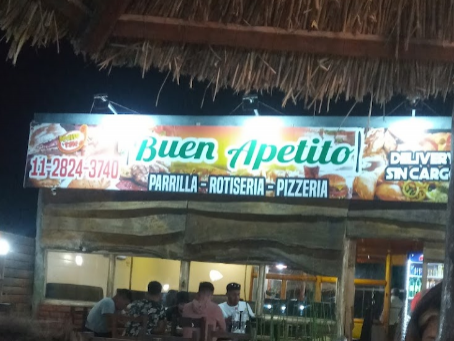 11-2824-3740
Buen Apetito
PARRILLA - ROTISERIA - PIZZERIA
DELIVERY
SIN CARGO